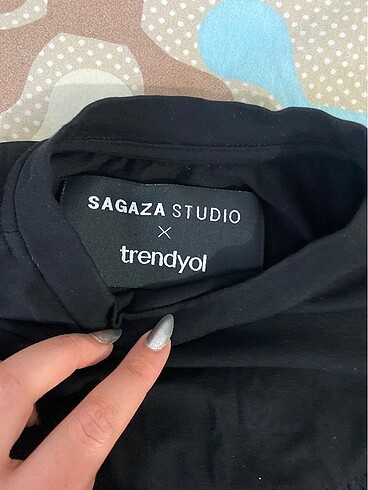 SAGAZA STUDIO
×
trendyol